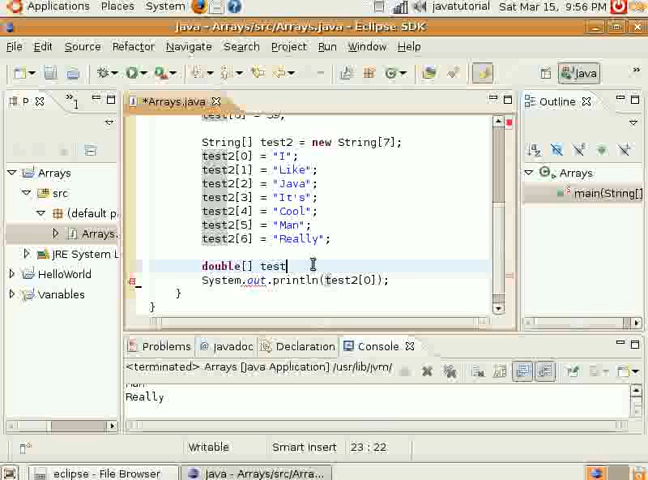 Applications Places System javatutorial Sat Mar 15, 9:56 PM
Java - Arrays/src/Arrays.java - Eclipse SDK
File Edit Source Refactor Navigate Search Project Run Window Help
Java
P 1 *Arrays.java Outline
test[6] = 59;
String[] test2 = new String[7];
test2[0] = "I";
test2[1] = "Like";
test2[2] = "Java";
test2[3] = "It's";
test2[4] = "Cool";
test2[5] = "Man";
test2[6] = "Really";
double[] test
System.out.println(test2[0]);
}
}
Arrays
src
(default p
Arrays.
JRE System L
HelloWorld
Variables
Arrays
main(String[]
Problems Javadoc Declaration Console
<terminated> Arrays [Java Application] /usr/lib/jvm/
Man
Really
Writable Smart Insert 23 : 22
eclipse - File Browser Java - Arrays/src/Arra...